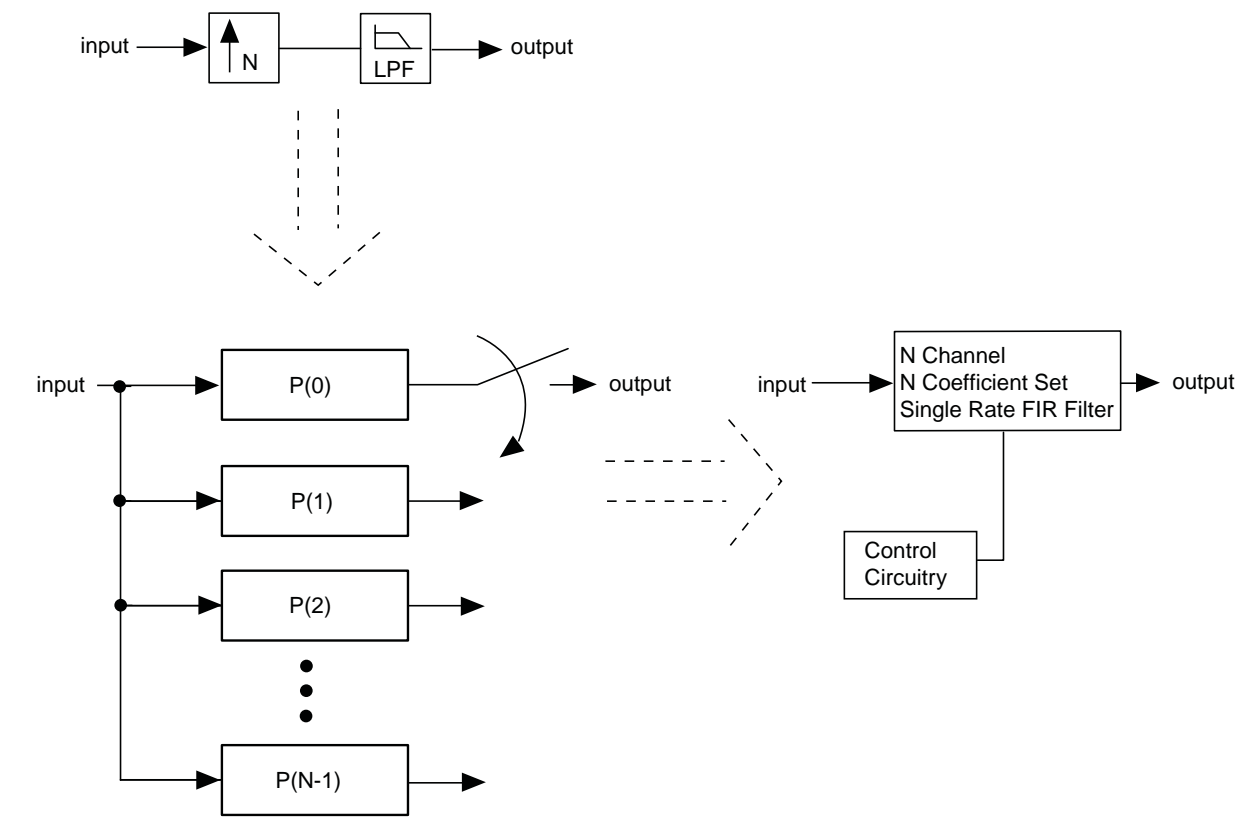 input
N
LPF
output
input
P(0)
output
P(1)
P(2)
P(N-1)
input
N Channel
N Coefficient Set
Single Rate FIR Filter
output
Control
Circuitry